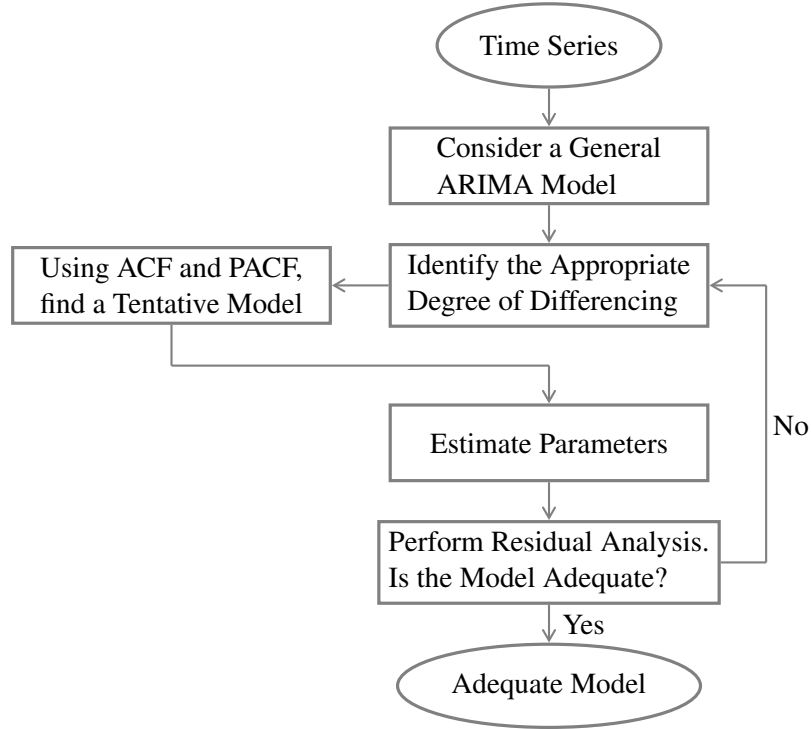 Time Series
Consider a General
ARIMA Model
Identify the Appropriate
Degree of Differencing
Using ACF and PACF,
find a Tentative Model
Estimate Parameters
No
Perform Residual Analysis.
Is the Model Adequate?
Yes
Adequate Model